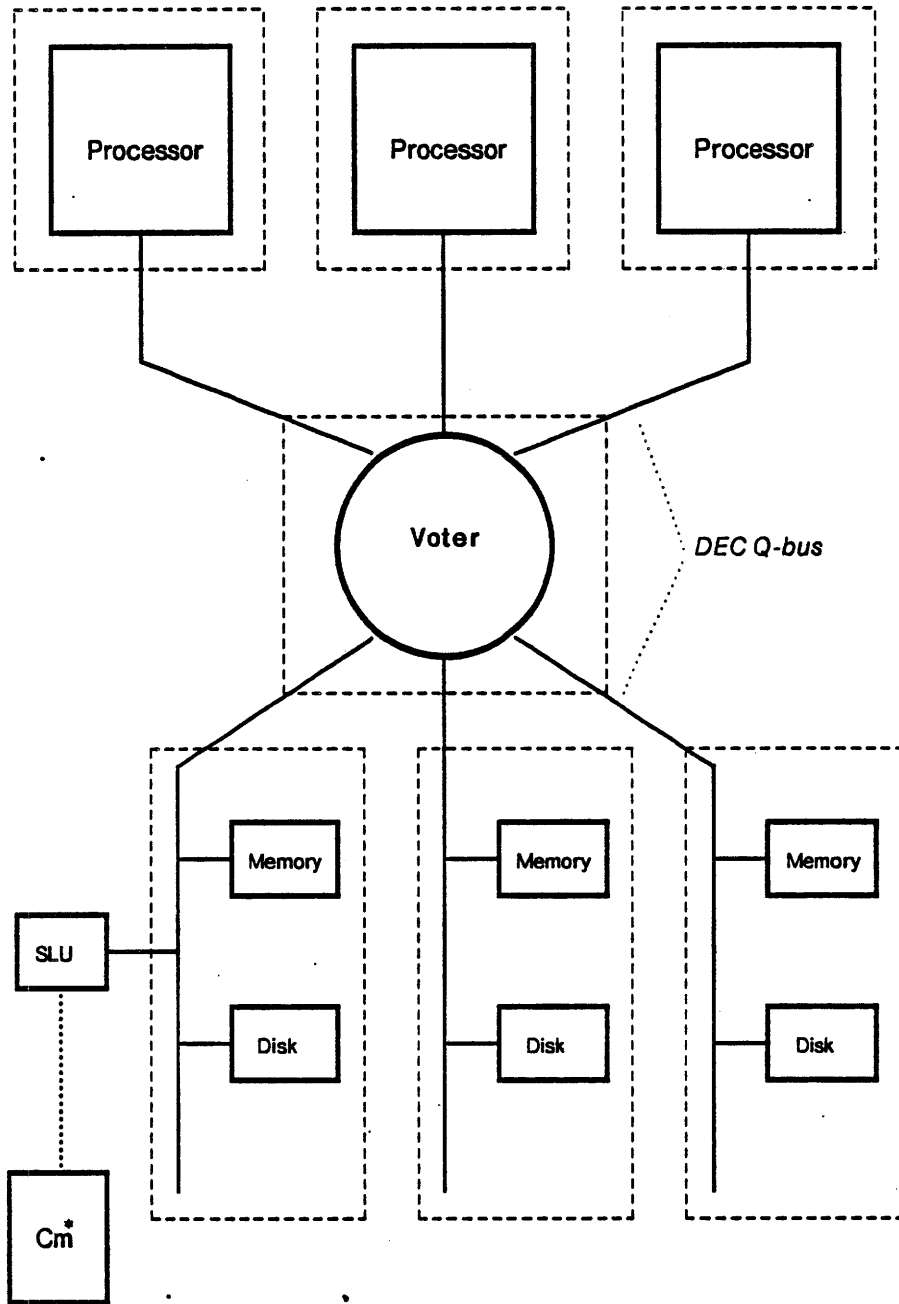 Processor
Processor
Processor
Voter
DEC Q-bus
Memory
Memory
Memory
SLU
Disk
Disk
Disk
Cm*